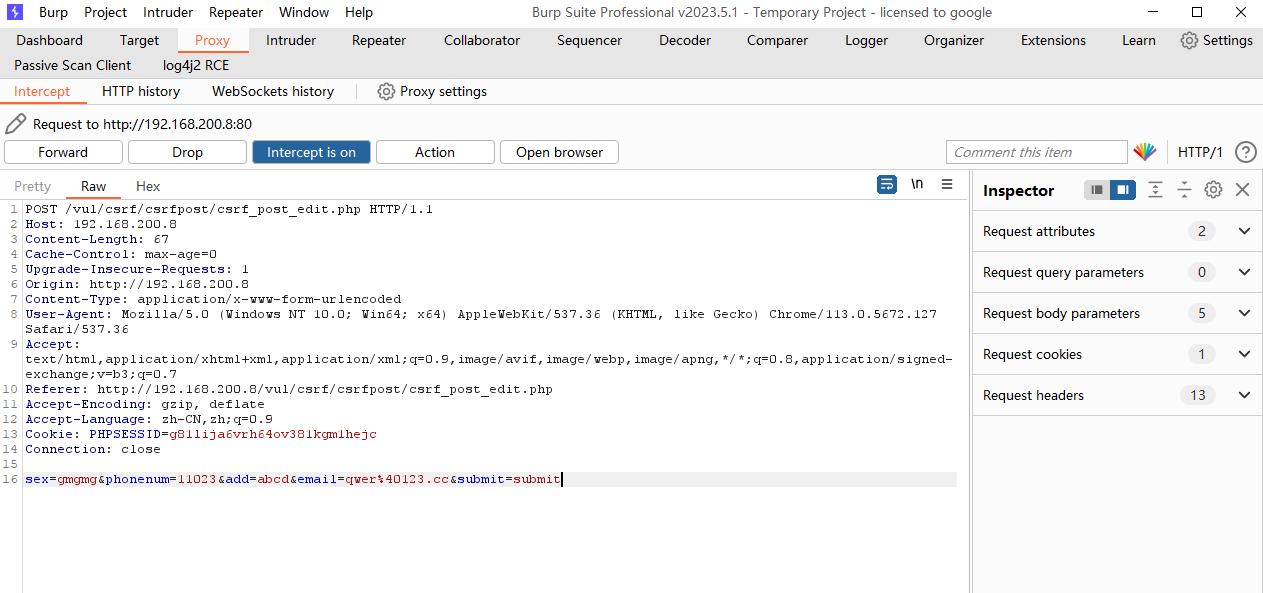 Burp Project Intruder Repeater Window Help Burp Suite Professional v2023.5.1 - Temporary Project - licensed to google
Dashboard Target Proxy Intruder Repeater Collaborator Sequencer Decoder Comparer Logger Organizer Extensions Learn Settings
Passive Scan Client log4j2 RCE
Intercept HTTP history WebSockets history Proxy settings
Request to http://192.168.200.8:80
Forward Drop Intercept is on Action Open browser Comment this item HTTP/1 ?
Pretty Raw Hex \n
Inspector
1 POST /vul/csrf/csrfpost/csrf_post_edit.php HTTP/1.1
2 Host: 192.168.200.8
3 Content-Length: 67
4 Cache-Control: max-age=0
5 Upgrade-Insecure-Requests: 1
6 Origin: http://192.168.200.8
7 Content-Type: application/x-www-form-urlencoded
8 User-Agent: Mozilla/5.0 (Windows NT 10.0; Win64; x64) AppleWebKit/537.36 (KHTML, like Gecko) Chrome/113.0.5672.127
Safari/537.36
9 Accept:
text/html,application/xhtml+xml,application/xml;q=0.9,image/avif,image/webp,image/apng,*/*;q=0.8,application/signed-
exchange;v=b3;q=0.7
10 Referer: http://192.168.200.8/vul/csrf/csrfpost/csrf_post_edit.php
11 Accept-Encoding: gzip, deflate
12 Accept-Language: zh-CN,zh;q=0.9
13 Cookie: PHPSESSID=g81lija6vrh64ov381kgm1hejc
14 Connection: close
15
16 sex=gmgmg&phonenum=11023&add=abcd&email=qwer%40123.cc&submit=submit
Request attributes 2
Request query parameters 0
Request body parameters 5
Request cookies 1
Request headers 13